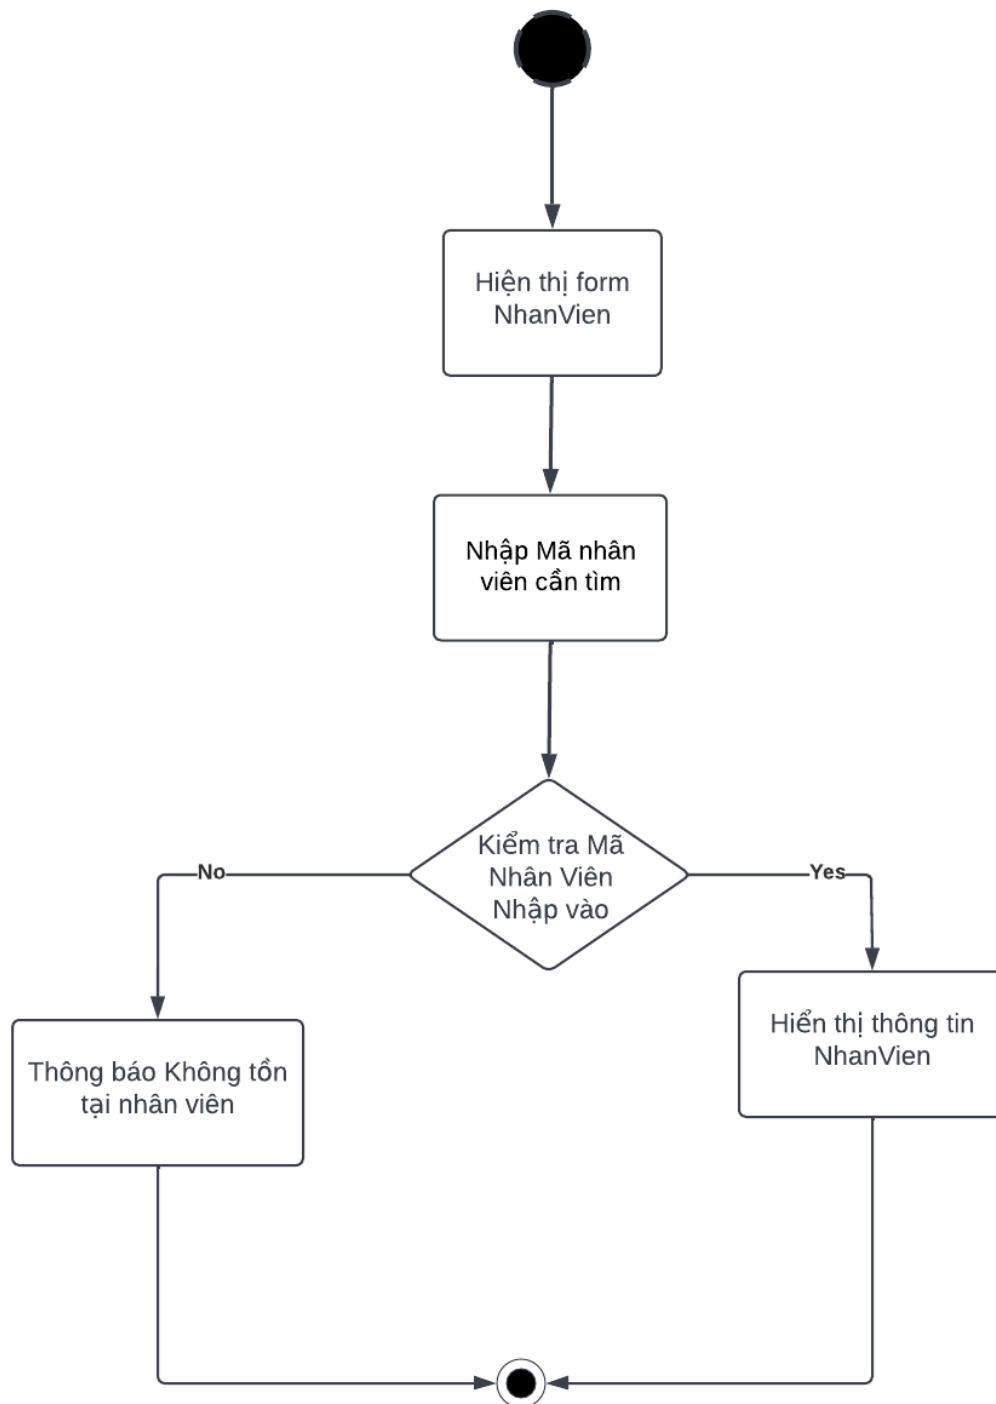 Hiện thị form
NhanVien
Nhập Mã nhân
viên cần tìm
Kiểm tra Mã
Nhân Viên
Nhập vào
No
Yes
Thông báo Không tồn
tại nhân viên
Hiển thị thông tin
NhanVien